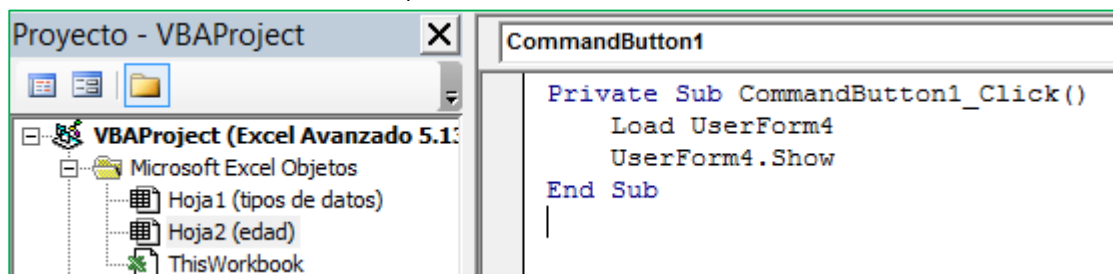 Proyecto - VBAProject
VBAProject (Excel Avanzado 5.13
Microsoft Excel Objetos
Hoja1 (tipos de datos)
Hoja2 (edad)
ThisWorkbook
CommandButton1
Private Sub CommandButton1_Click()
Load UserForm4
UserForm4.Show
End Sub